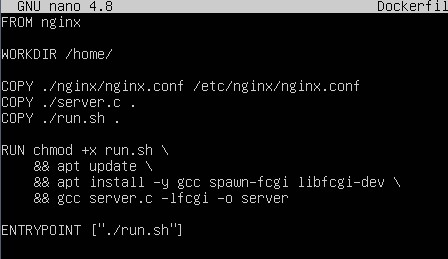 GNU nano 4.8 Dockerfil
FROM nginx
WORKDIR /home/
COPY ./nginx/nginx.conf /etc/nginx/nginx.conf
COPY ./server.c .
COPY ./run.sh .
RUN chmod +x run.sh \
&& apt update \
&& apt install -y gcc spawn-fcgi libfcgi-dev \
&& gcc server.c -lfcgi -o server
ENTRYPOINT ["./run.sh"]